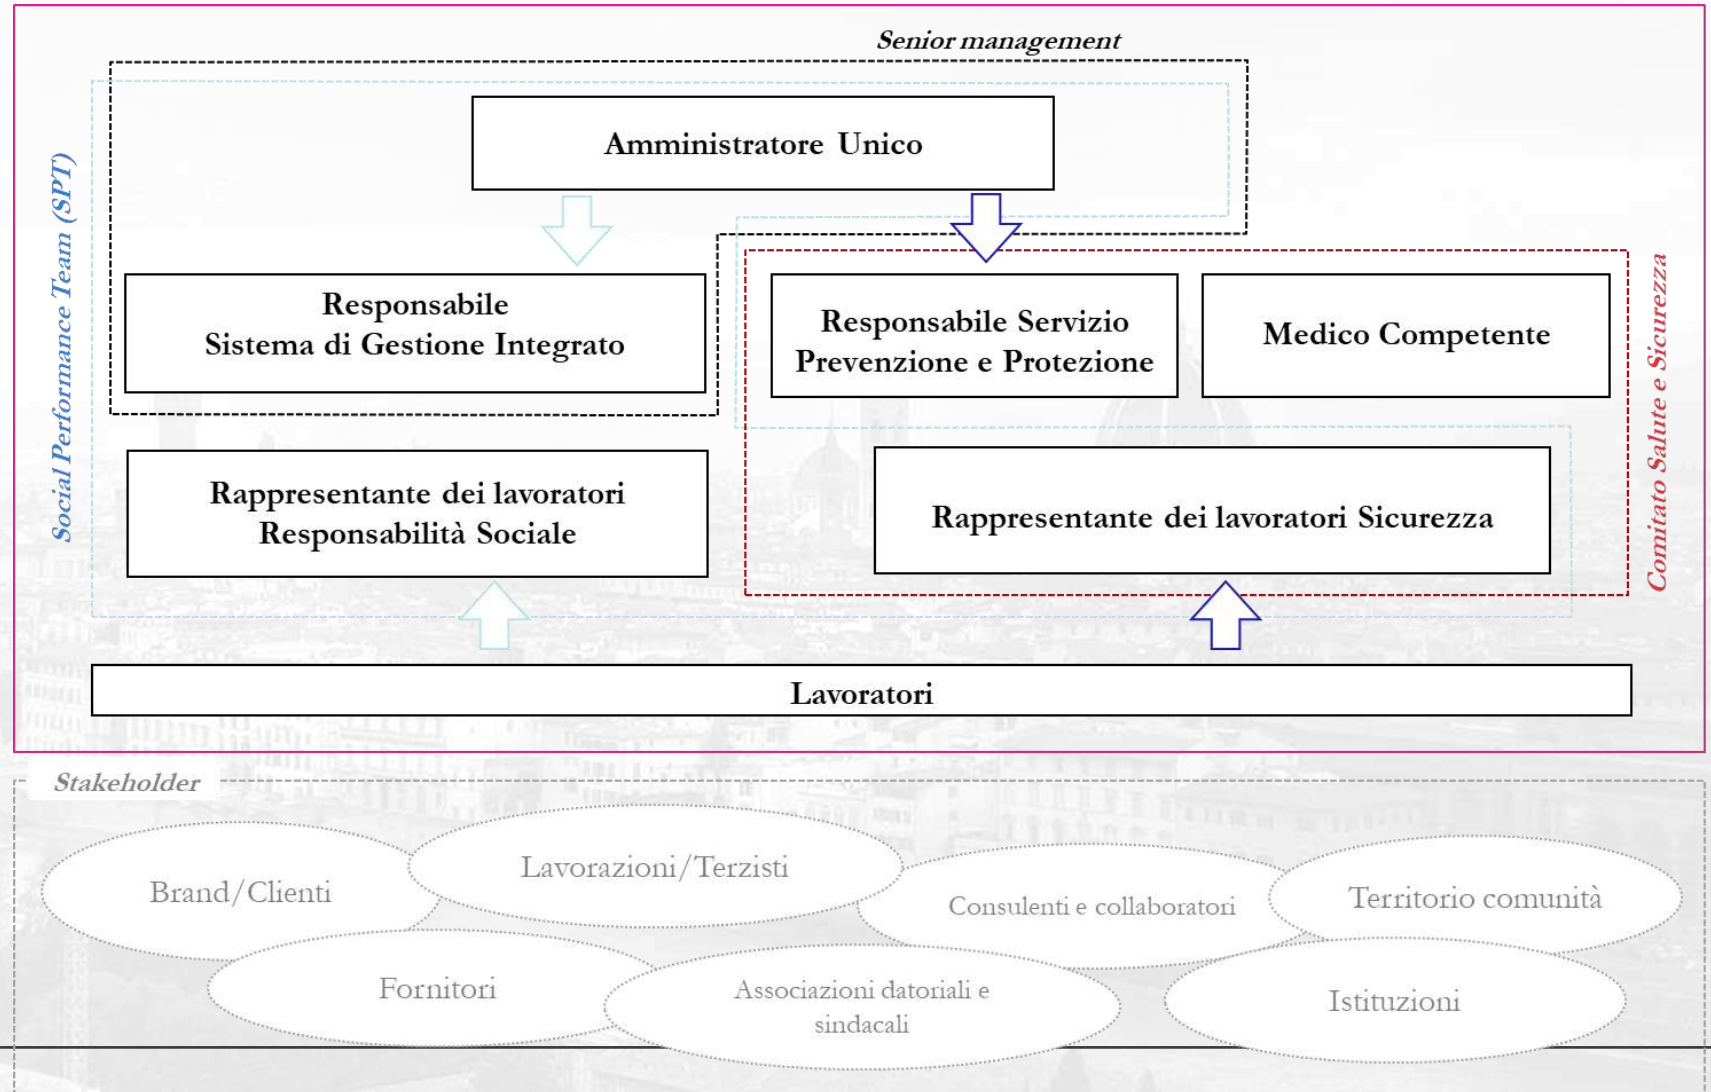 Senior management
Social Performance Team (SPT)
Amministratore Unico
Responsabile
Sistema di Gestione Integrato
Responsabile Servizio
Prevenzione e Protezione
Medico Competente
Comitato Salute e Sicurezza
Rappresentante dei lavoratori
Responsabilità Sociale
Rappresentante dei lavoratori Sicurezza
Lavoratori
Stakeholder
Brand/Clienti
Lavorazioni/Terzisti
Consulenti e collaboratori
Territorio comunità
Fornitori
Associazioni datoriali e
sindacali
Istituzioni